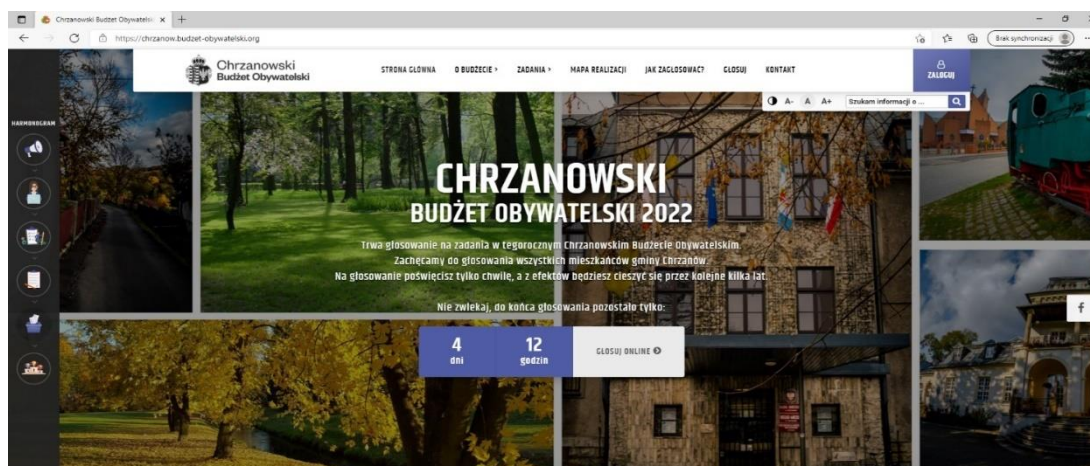 Chrzanowski Budżet Obywatelski
https://chrzanow.budzet-obywatelski.org
Brak synchronizacji
Chrzanowski
Budżet Obywatelski
STRONA GŁÓWNA
O BUDŻECIE
ZADANIA
MAPA REALIZACJI
JAK ZAGŁOSOWAĆ?
GŁOSUJ
KONTAKT
ZALOGUJ
A- A A+
Szukam informacji o ...
HARMONOGRAM
CHRZANOWSKI
BUDŻET OBYWATELSKI 2022
Trwa głosowanie na zadania w tegorocznym Chrzanowskim Budżecie Obywatelskim.
Zachęcamy do głosowania wszystkich mieszkańców gminy Chrzanów.
Na głosowanie poświęcisz tylko chwilę, a z efektów będziesz cieszyć się przez kolejne kilka lat.
Nie zwlekaj, do końca głosowania pozostało tylko:
4
dni
12
godzin
GŁOSUJ ONLINE
f